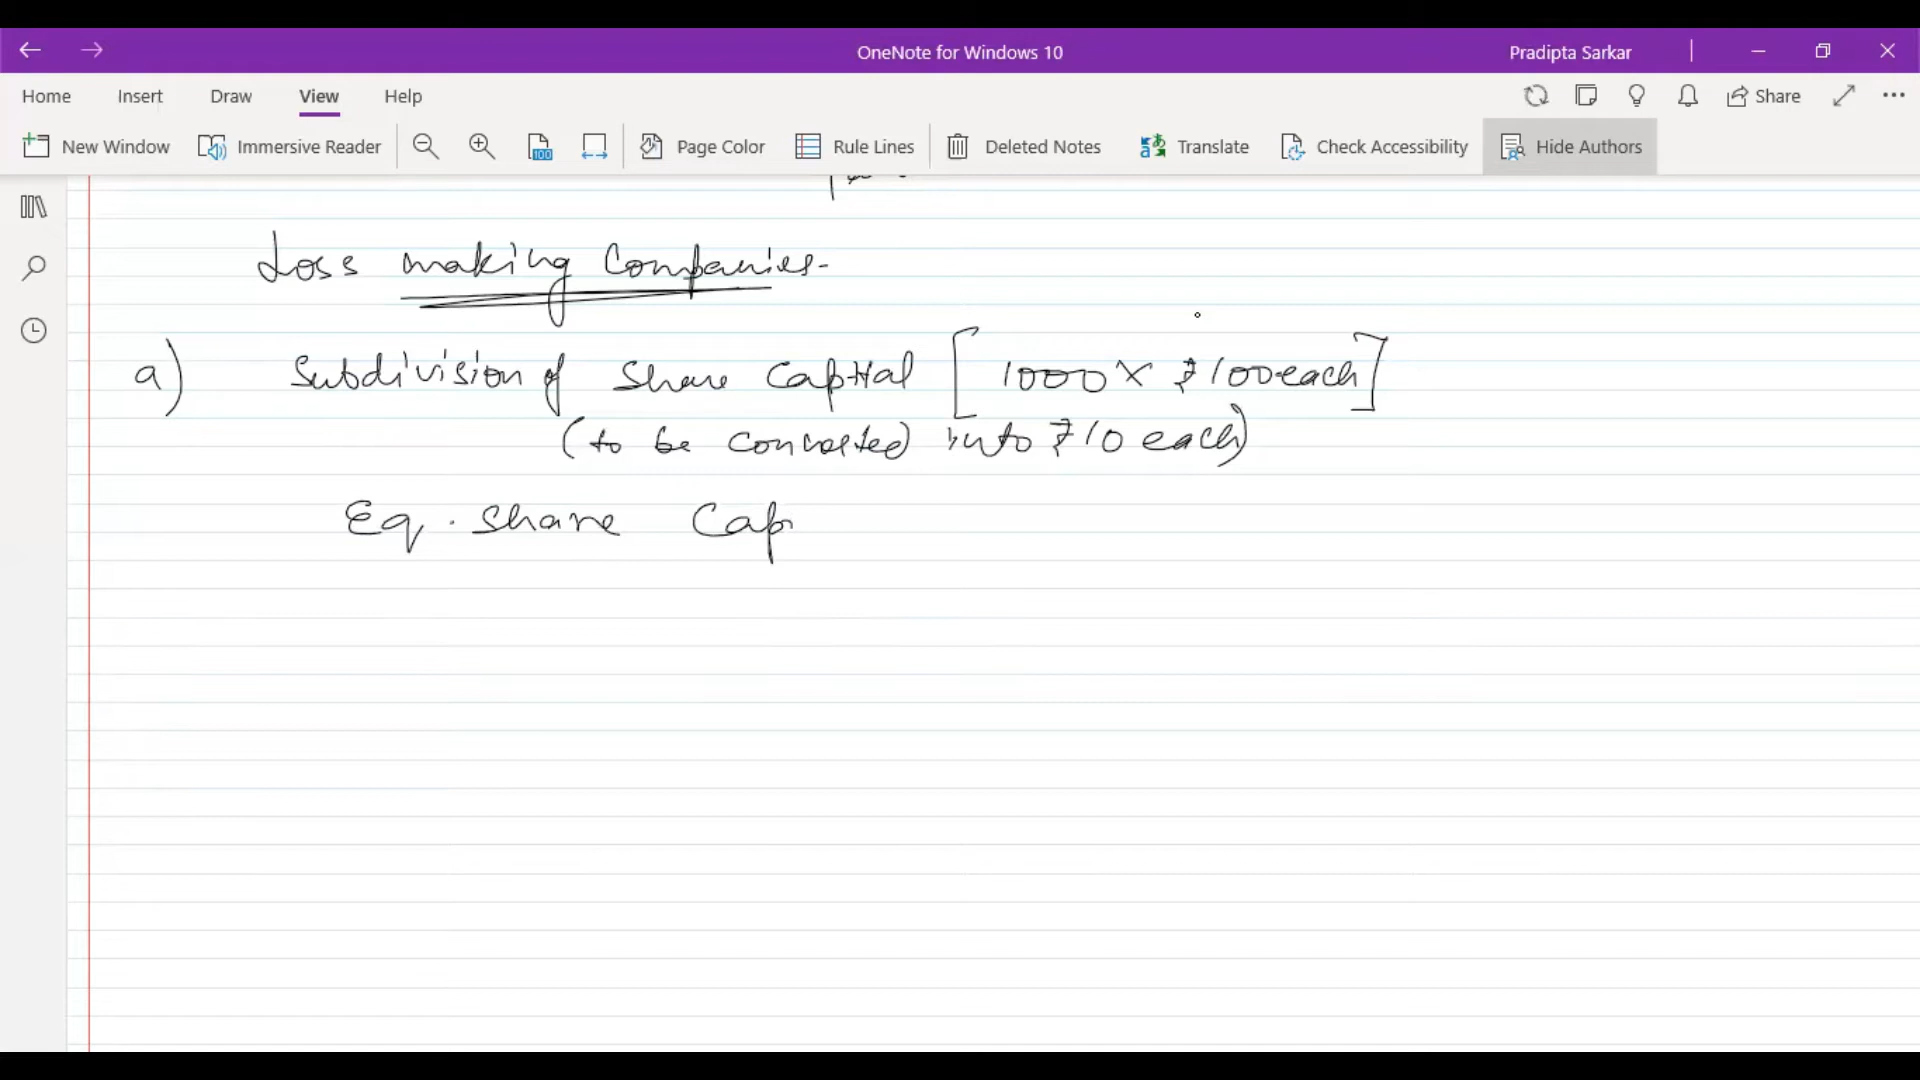 OneNote for Windows 10
Pradipta Sarkar
Home Insert Draw View Help
Share
New Window Immersive Reader 100 Page Color Rule Lines Deleted Notes Translate Check Accessibility Hide Authors
Loss making Companies-
a) Subdivision of Share Capital [1000 X ₹100 each]
(to be converted) into ₹10 each)
Eq. Share Cap